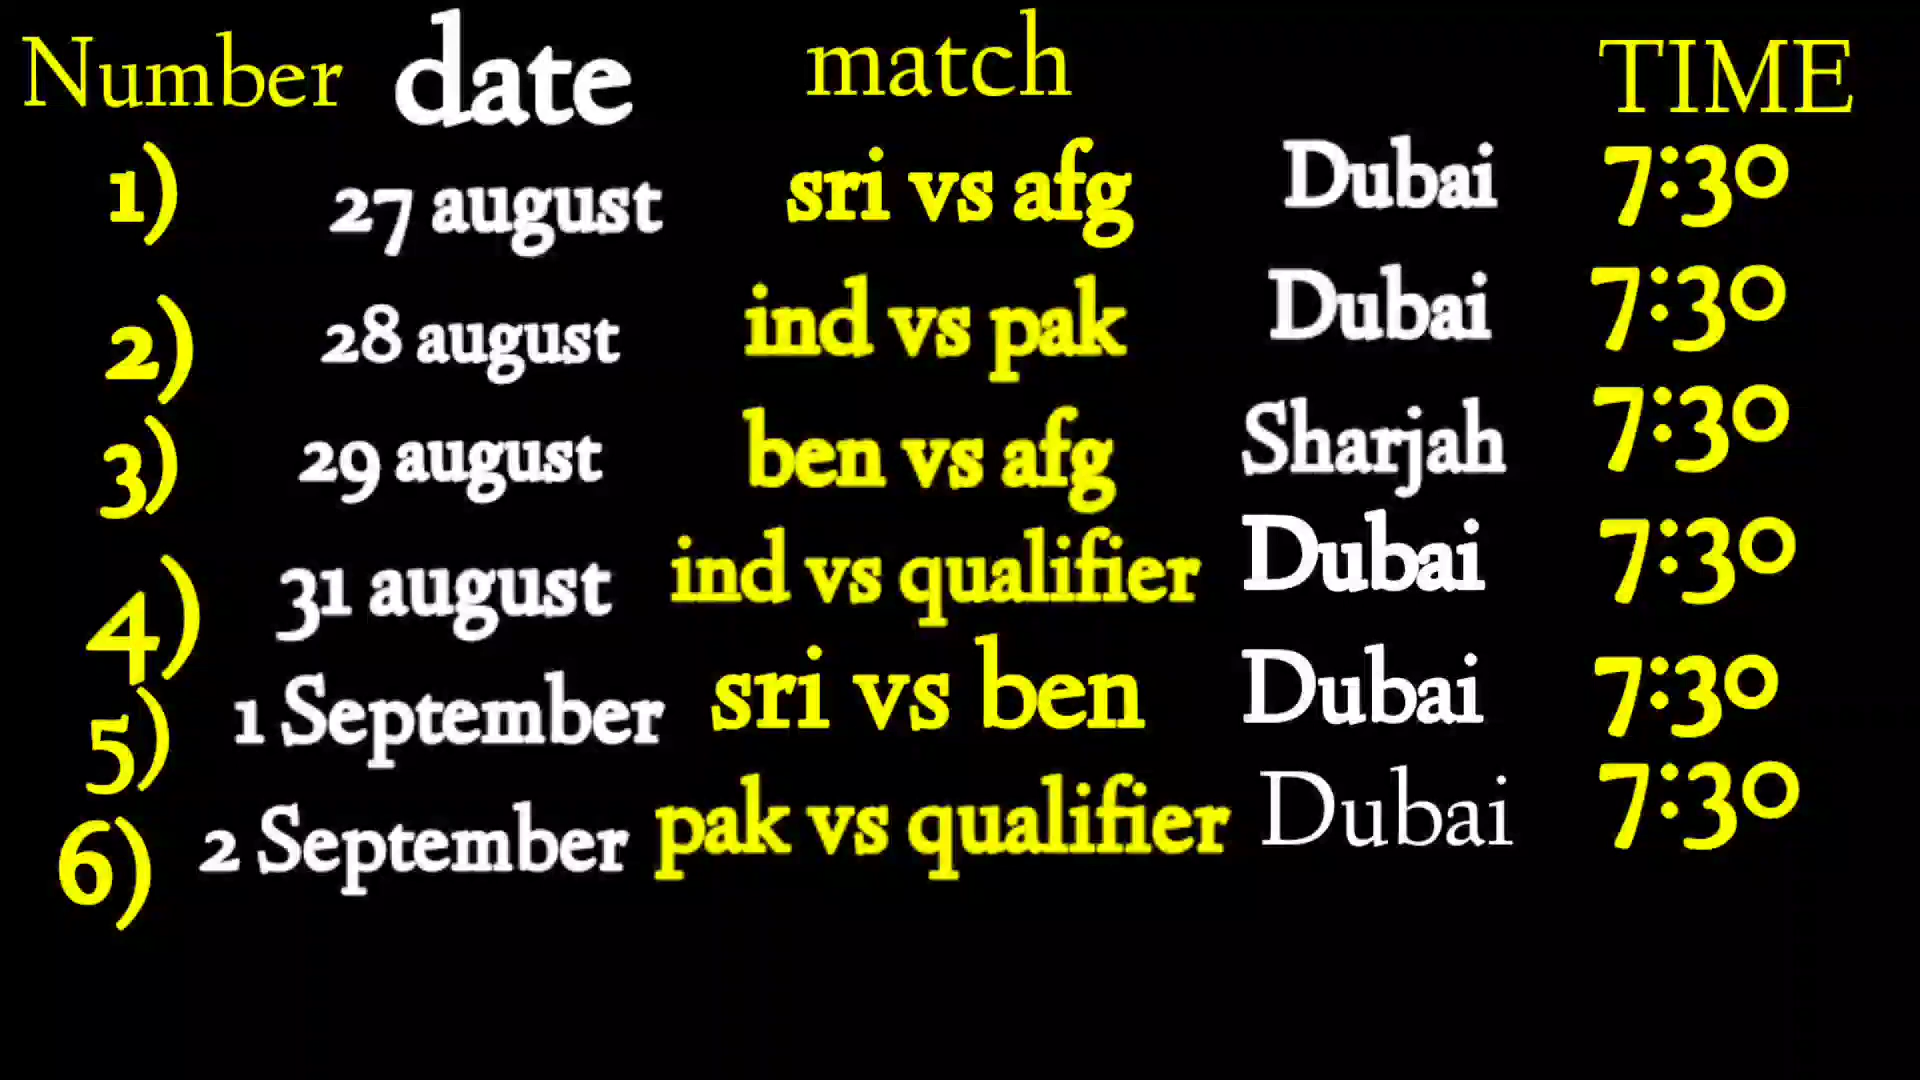 Number date match TIME
1) 27 august sri vs afg Dubai 7:30
2) 28 august ind vs pak Dubai 7:30
3) 29 august ben vs afg Sharjah 7:30
4) 31 august ind vs qualifier Dubai 7:30
5) 1 September sri vs ben Dubai 7:30
6) 2 September pak vs qualifier Dubai 7:30